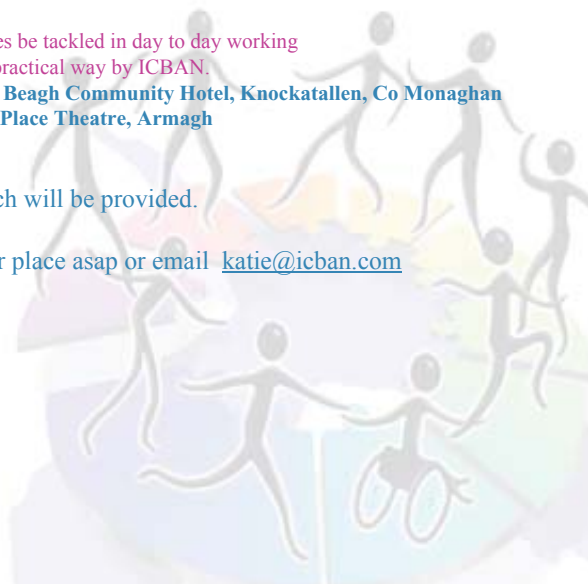 es be tackled in day to day working
practical way by ICBAN.
Beagh Community Hotel, Knockatallen, Co Monaghan
Place Theatre, Armagh
ch will be provided.
r place asap or email katie@icban.com